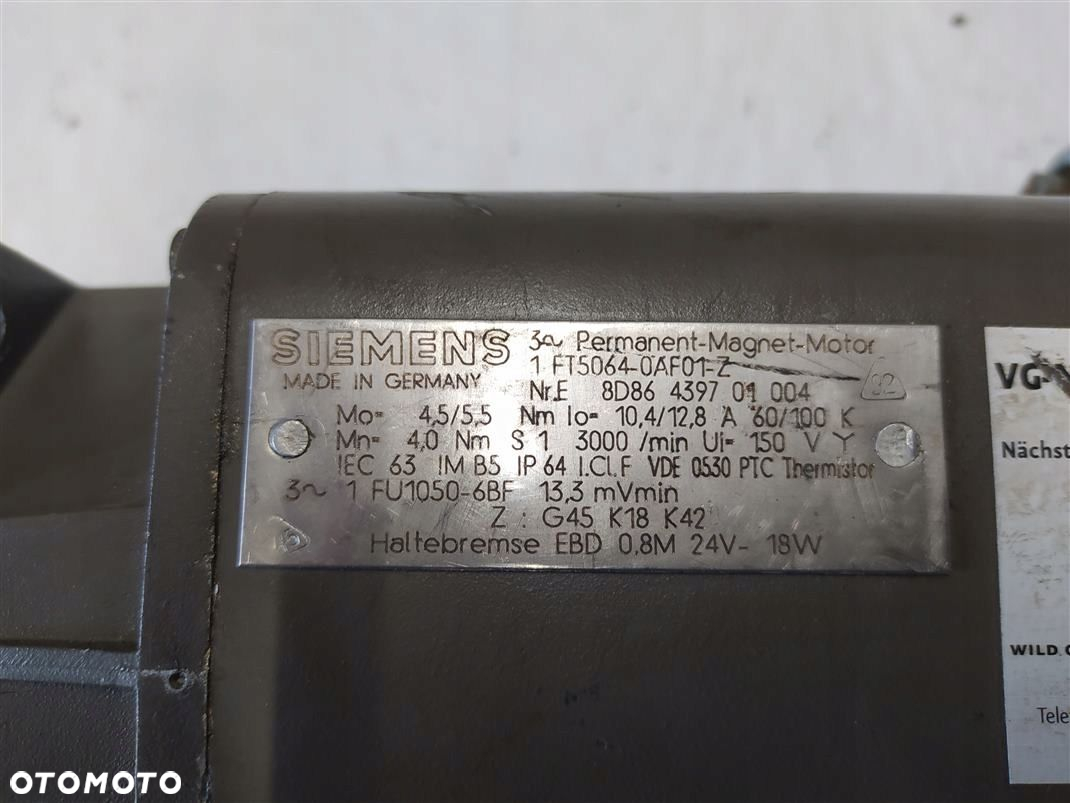 SIEMENS 3~ Permanent-Magnet-Motor
MADE IN GERMANY 1 FT5064-0AF01-Z
Nr.E 8D86 4397 01 004
Mo= 4,5/5,5 Nm Io= 10,4/12,8 A 60/100 K
Mn= 4,0 Nm S 1 3000 /min Ui= 150 V Y
IEC 63 IM B5 IP 64 I.Cl.F VDE 0530 PTC Thermistor
3~ 1 FU1050-6BF 13,3 mVmin
Z : G45 K18 K42
Haltebremse EBD 0,8M 24V- 18W
VG-
Nächst
WILD
Tele
OTOMOTO